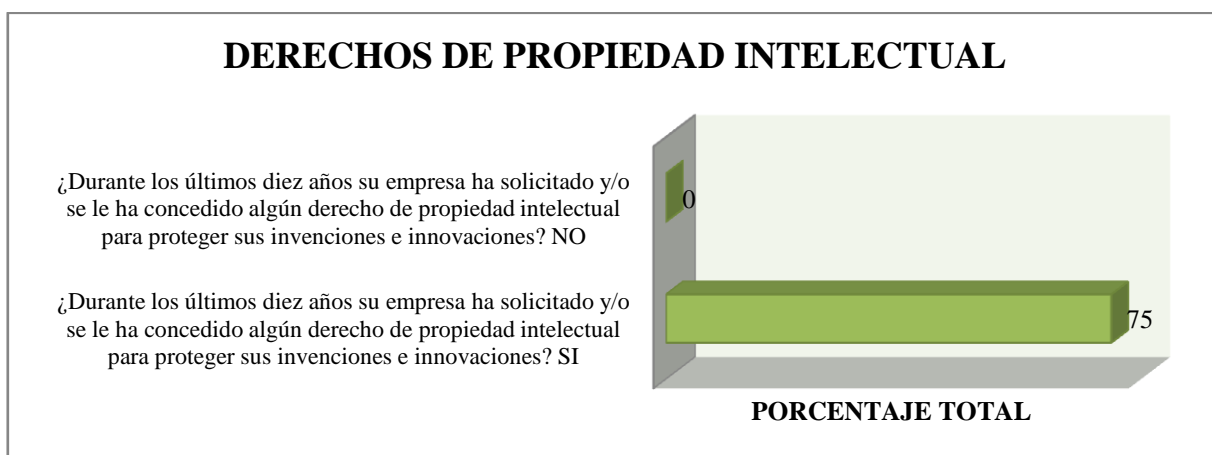 DERECHOS DE PROPIEDAD INTELECTUAL
¿Durante los últimos diez años su empresa ha solicitado y/o
se le ha concedido algún derecho de propiedad intelectual
para proteger sus invenciones e innovaciones? NO
0
¿Durante los últimos diez años su empresa ha solicitado y/o
se le ha concedido algún derecho de propiedad intelectual
para proteger sus invenciones e innovaciones? SI
75
PORCENTAJE TOTAL